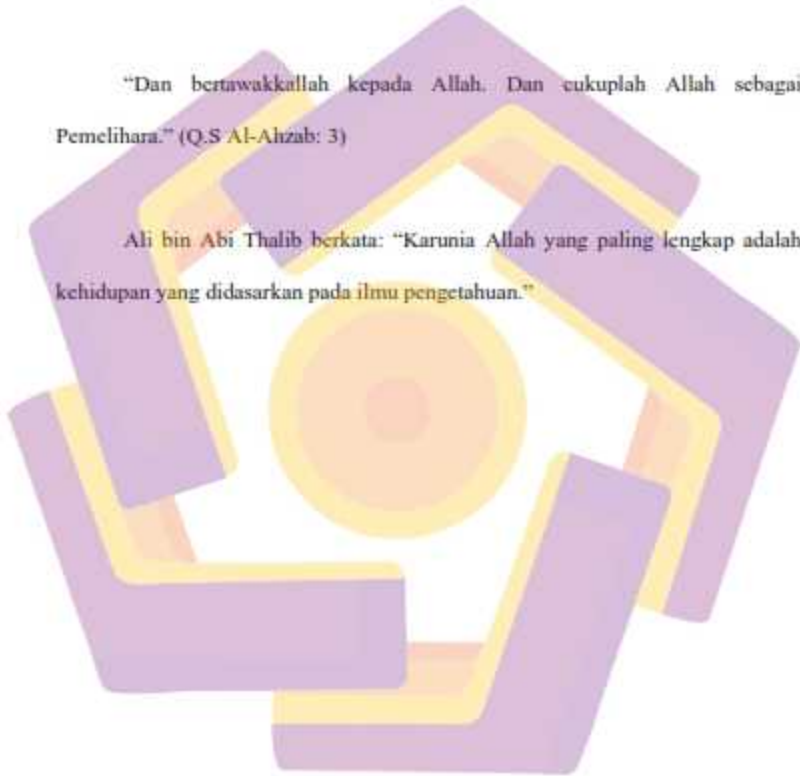 “Dan bertawakkallah kepada Allah. Dan cukuplah Allah sebagai
Pemelihara.” (Q.S Al-Ahzab: 3)
Ali bin Abi Thalib berkata: “Karunia Allah yang paling lengkap adalah
kehidupan yang didasarkan pada ilmu pengetahuan.”